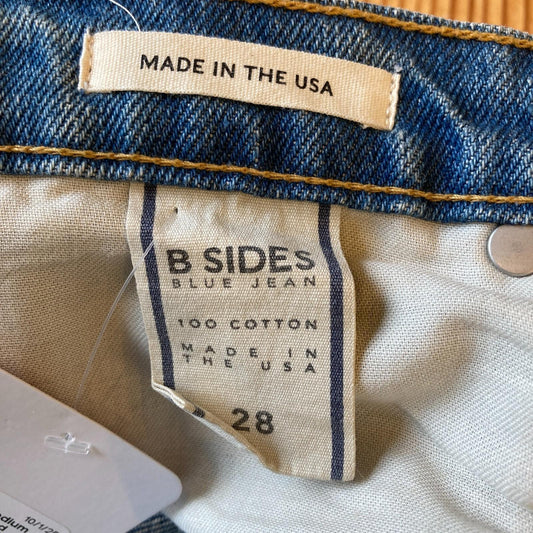 MADE IN THE USA
B SIDES
BLUE JEAN
100 COTTON
MADE IN
THE USA
28